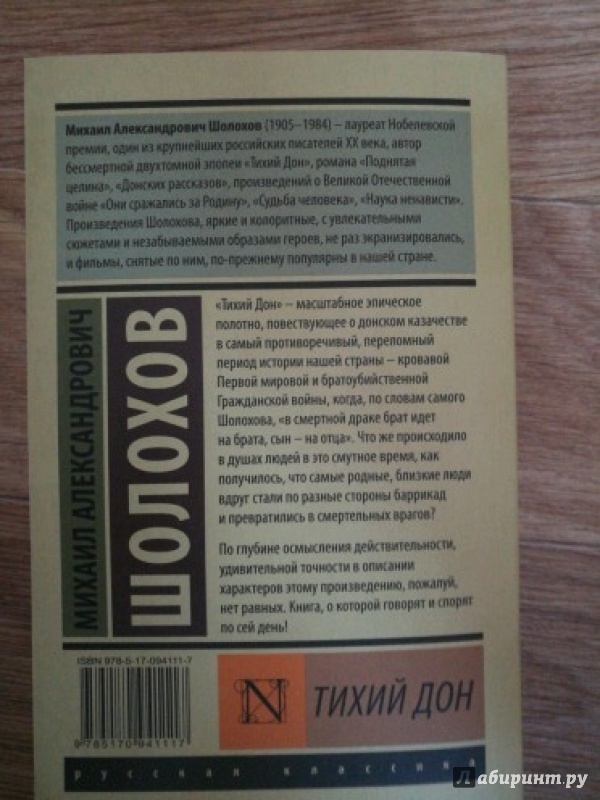 Михаил Александрович Шолохов (1905–1984) – лауреат Нобелевской
премии, один из крупнейших российских писателей XX века, автор
бессмертной двухтомной эпопеи «Тихий Дон», романа «Поднятая
целина», «Донских рассказов», произведений о Великой Отечественной
войне «Они сражались за Родину», «Судьба человека», «Наука ненависти».
Произведения Шолохова, яркие и колоритные, с увлекательными
сюжетами и незабываемыми образами героев, не раз экранизировались,
и фильмы, снятые по ним, по-прежнему популярны в нашей стране.
МИХАИЛ АЛЕКСАНДРОВИЧ
ШОЛОХОВ
«Тихий Дон» – масштабное эпическое
полотно, повествующее о донском казачестве
в самый противоречивый, переломный
период истории нашей страны – кровавой
Первой мировой и братоубийственной
Гражданской войны, когда, по словам самого
Шолохова, «в смертной драке брат идет
на брата, сын – на отца». Что же происходило
в душах людей в это смутное время, как
получилось, что самые родные, близкие люди
вдруг стали по разные стороны баррикад
и превратились в смертельных врагов?
По глубине осмысления действительности,
удивительной точности в описании
характеров этому произведению, пожалуй,
нет равных. Книга, о которой говорят и спорят
по сей день!
ISBN 978-5-17-094111-7
9 785170 941117
N
ТИХИЙ ДОН
русская классика
Лабиринт.ру